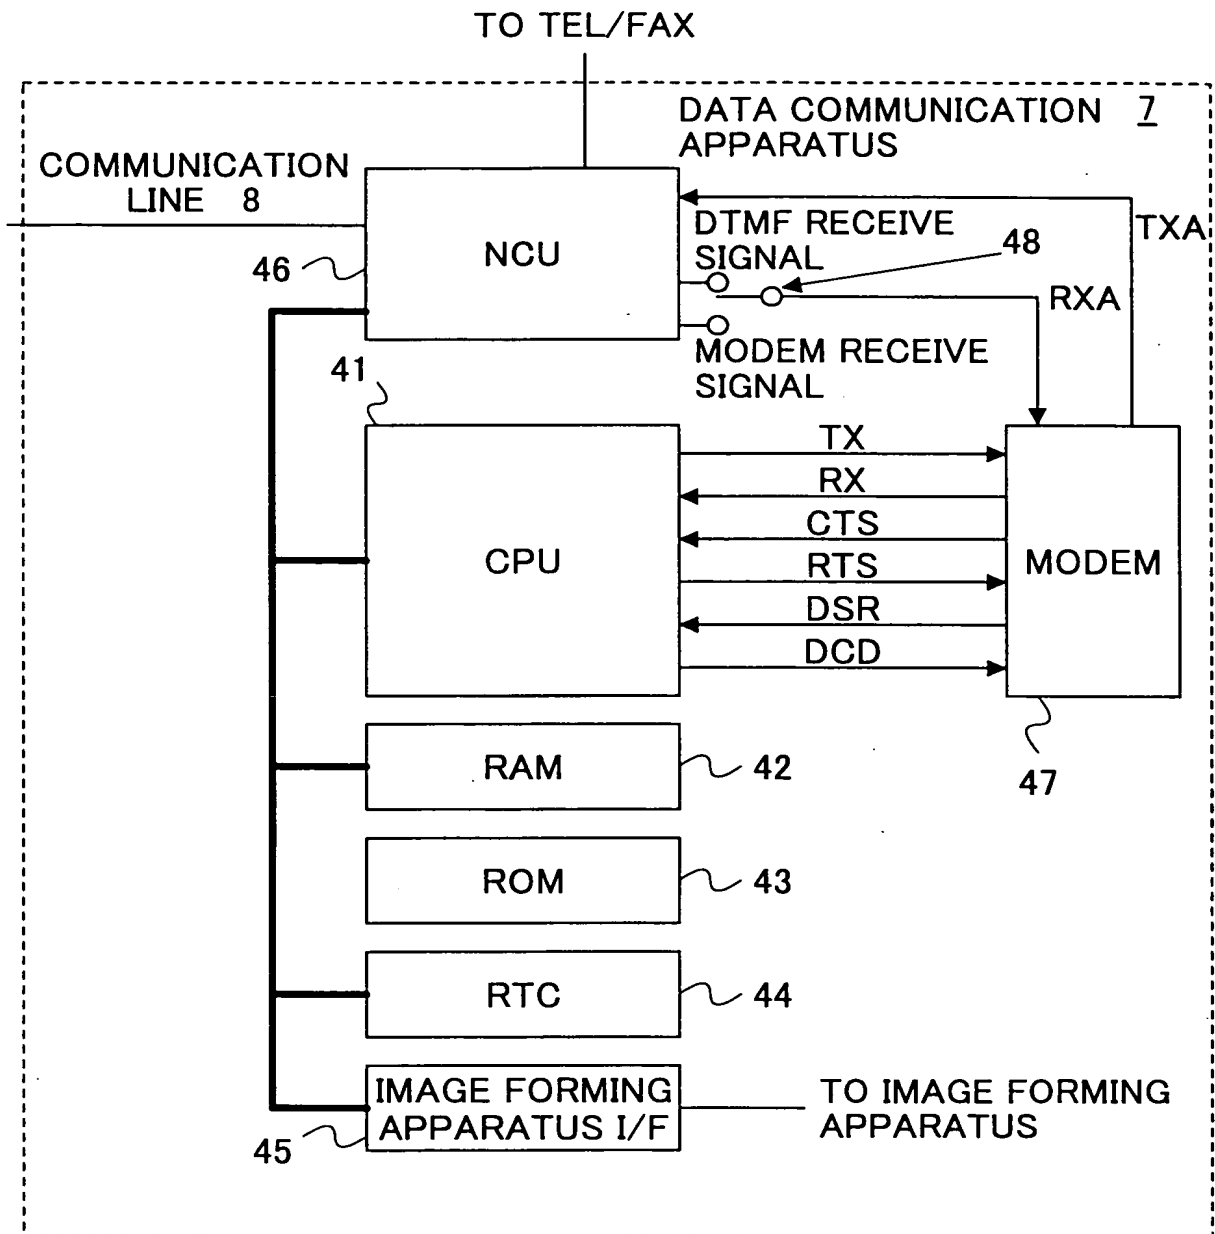 TO TEL/FAX
DATA COMMUNICATION 7
APPARATUS
COMMUNICATION
LINE 8
NCU
46
DTMF RECEIVE
SIGNAL
48
TXA
RXA
MODEM RECEIVE
SIGNAL
41
CPU
TX
RX
CTS
RTS
DSR
DCD
MODEM
47
RAM
42
ROM
43
RTC
44
IMAGE FORMING
APPARATUS I/F
45
TO IMAGE FORMING
APPARATUS